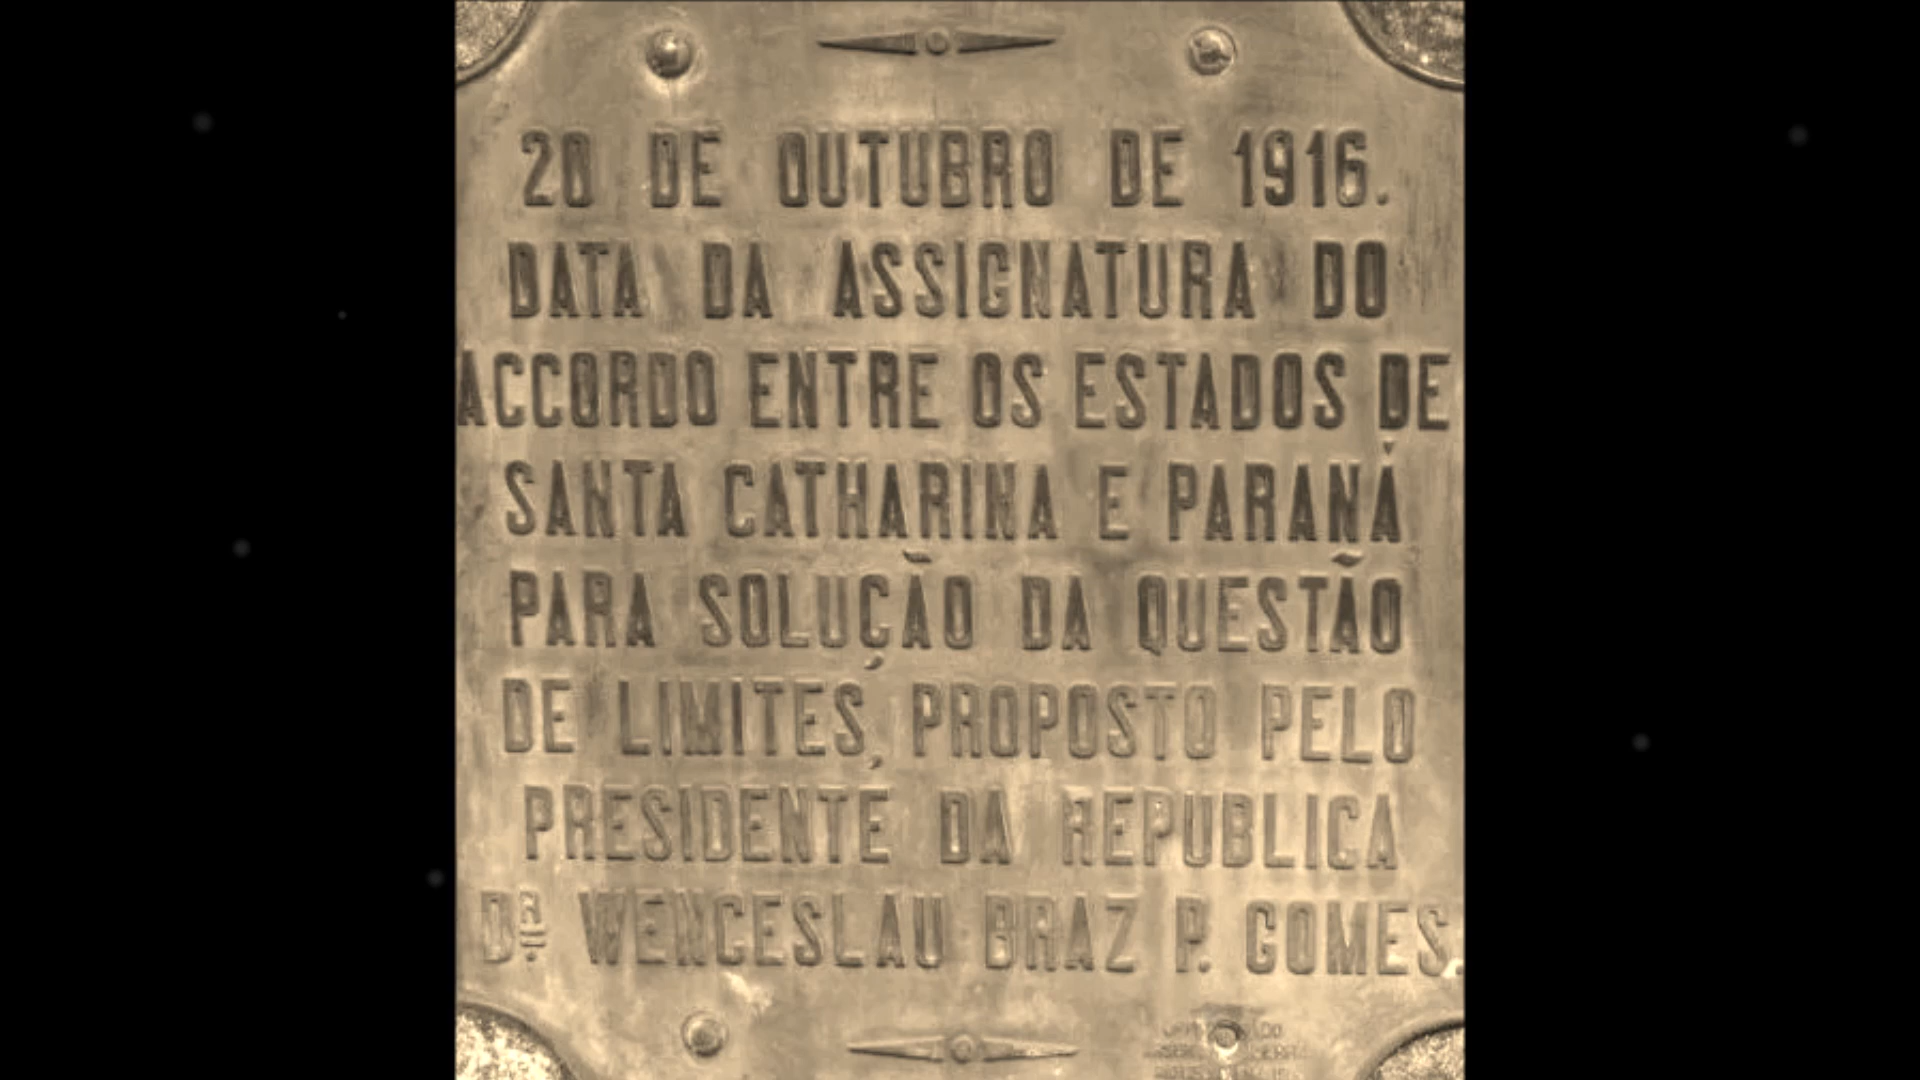 20 DE OUTUBRO DE 1916.
DATA DA ASSIGNATURA DO
ACCORDO ENTRE OS ESTADOS DE
SANTA CATHARINA E PARANÁ
PARA SOLUÇÃO DA QUESTÃO
DE LIMITES, PROPOSTO PELO
PRESIDENTE DA REPUBLICA
DR. WENCESLAU BRAZ P. GOMES.